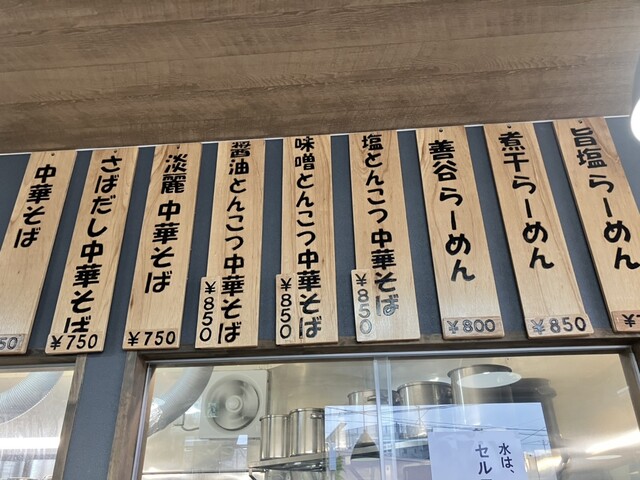 中華そば
50
さばだし中華そば
¥750
淡麗中華そば
¥750
醤油とんこつ中華そば
¥850
味噌とんこつ中華そば
¥850
塩とんこつ中華そば
¥850
善谷らーめん
¥800
煮干らーめん
¥850
旨塩らーめん
¥
水は、
セル